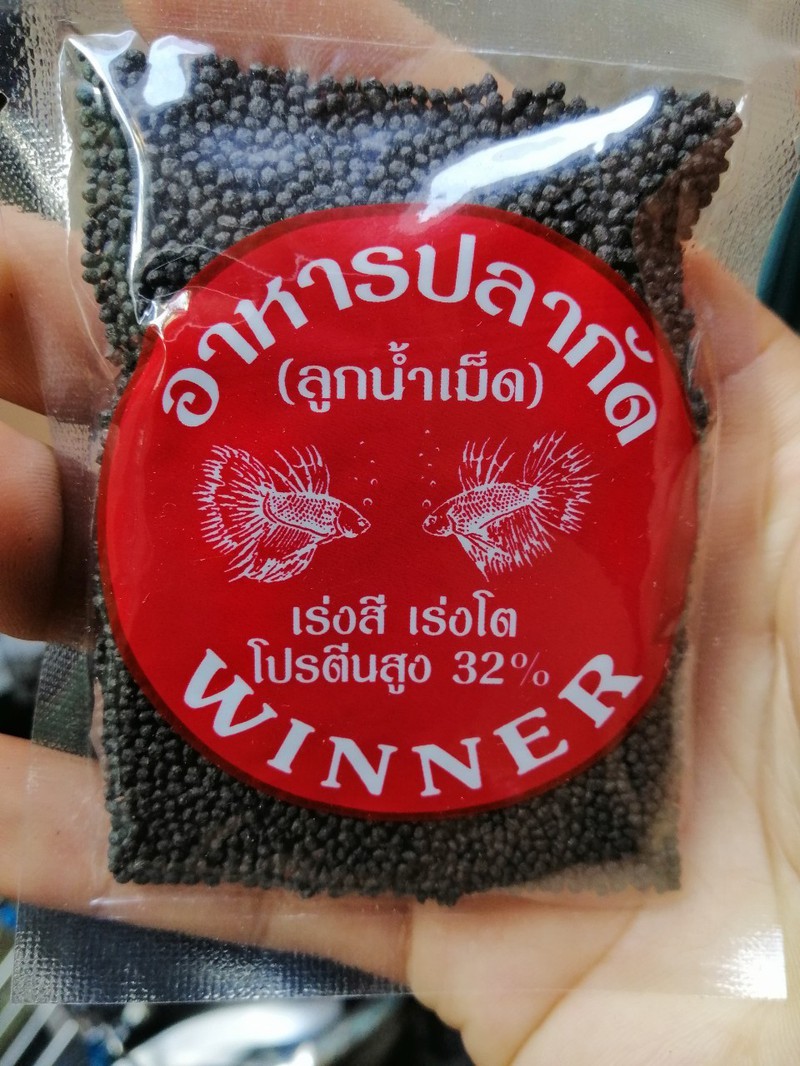 อาหารปลากัด
(ลูกน้ำเม็ด)
เร่งสี เร่งโต
โปรตีนสูง 32%
WINNER